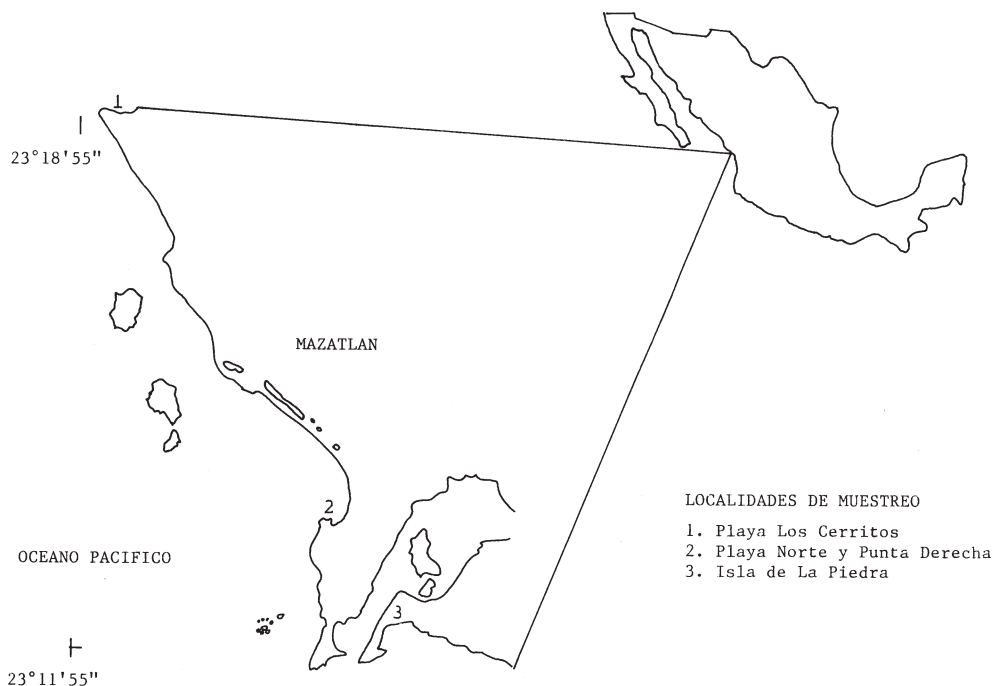 1
23°18'55"
MAZATLAN
2
OCEANO PACIFICO
3
23°11'55"
LOCALIDADES DE MUESTREO
1. Playa Los Cerritos
2. Playa Norte y Punta Derecha
3. Isla de La Piedra